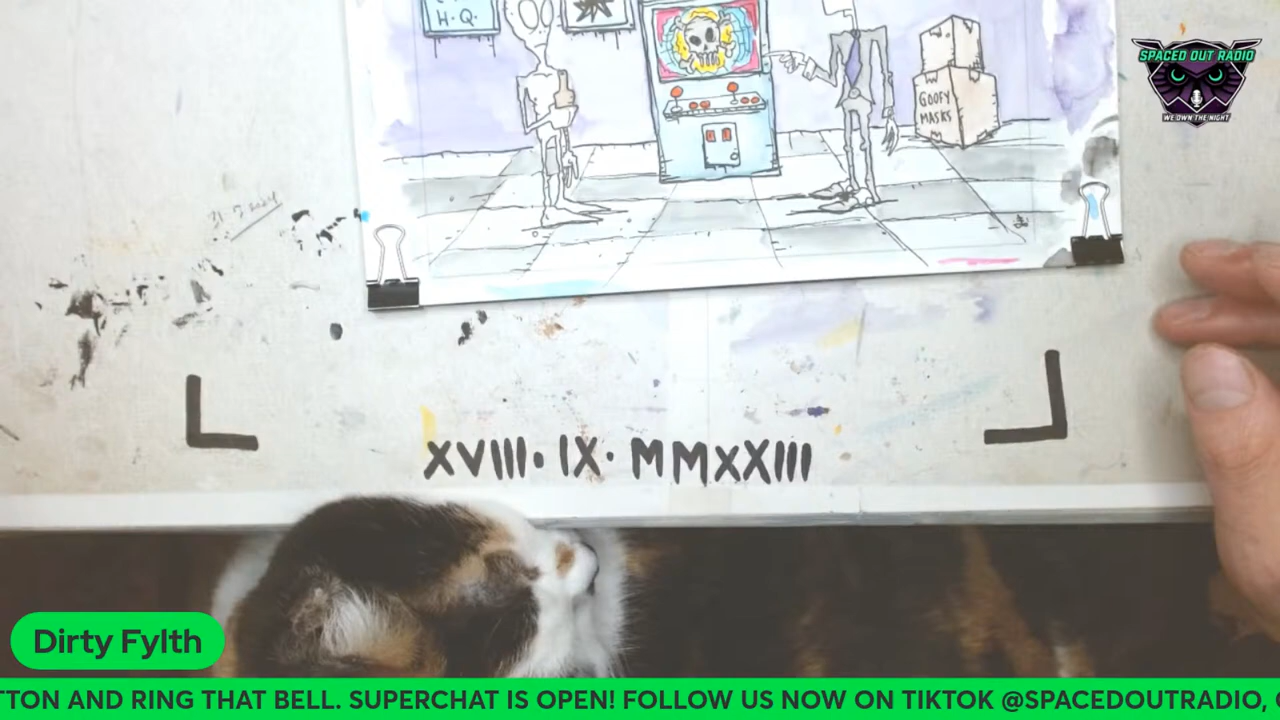 H.Q.
GOOFY
MASKS
SPACED OUT RADIO
WE OWN THE NIGHT
XVIII. IX. MMXXIII
Dirty Fylth
TTON AND RING THAT BELL. SUPERCHAT IS OPEN! FOLLOW US NOW ON TIKTOK @SPACEDOUTRADIO,